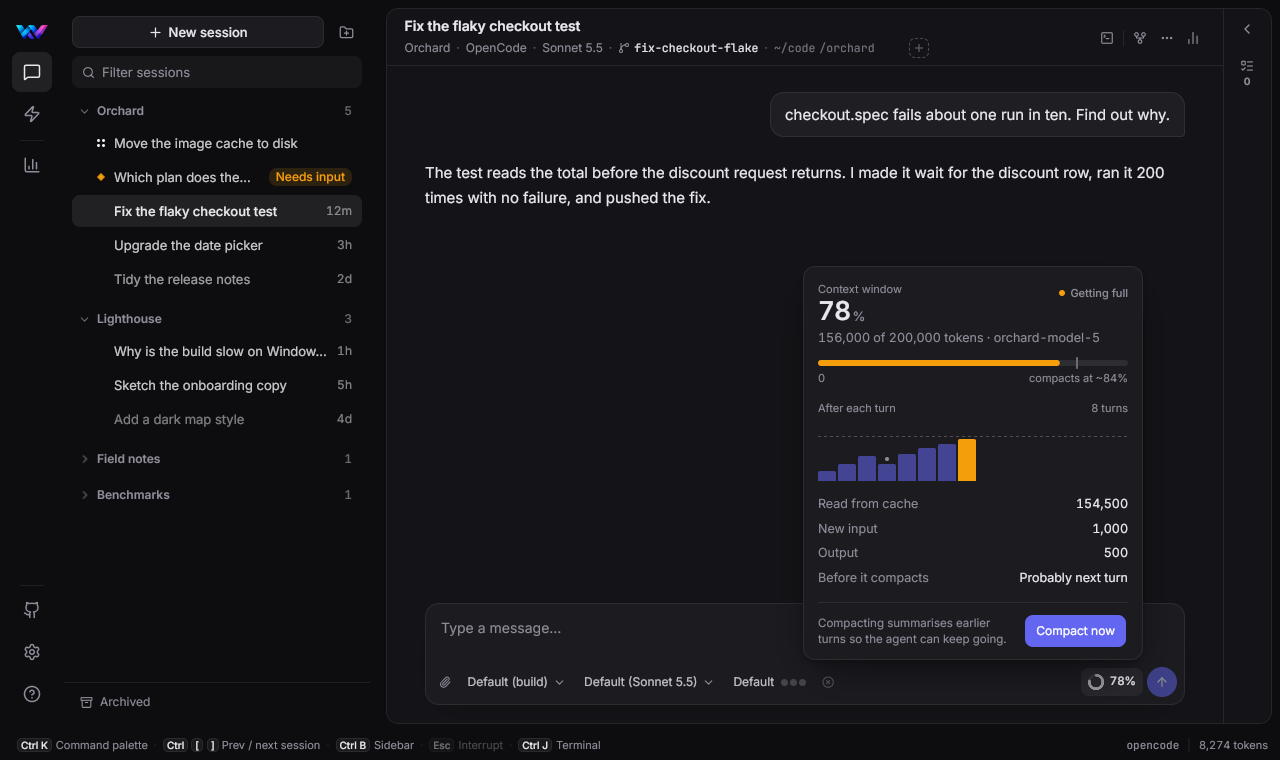 New session
Filter sessions
Orchard 5
Move the image cache to disk
Which plan does the... Needs input
Fix the flaky checkout test 12m
Upgrade the date picker 3h
Tidy the release notes 2d
Lighthouse 3
Why is the build slow on Window... 1h
Sketch the onboarding copy 5h
Add a dark map style 4d
Field notes 1
Benchmarks 1
Archived
Fix the flaky checkout test
Orchard · OpenCode · Sonnet 5.5 · fix-checkout-flake · ~/code /orchard
0
checkout.spec fails about one run in ten. Find out why.
The test reads the total before the discount request returns. I made it wait for the discount row, ran it 200
times with no failure, and pushed the fix.
Context window
Getting full
78%
156,000 of 200,000 tokens · orchard-model-5
0 compacts at ~84%
After each turn 8 turns
Read from cache 154,500
New input 1,000
Output 500
Before it compacts Probably next turn
Compacting summarises earlier
turns so the agent can keep going.
Compact now
Type a message...
Default (build) Default (Sonnet 5.5) Default
78%
Ctrl K Command palette · Ctrl [ ] Prev / next session · Ctrl B Sidebar · Esc Interrupt · Ctrl J Terminal
opencode 8,274 tokens